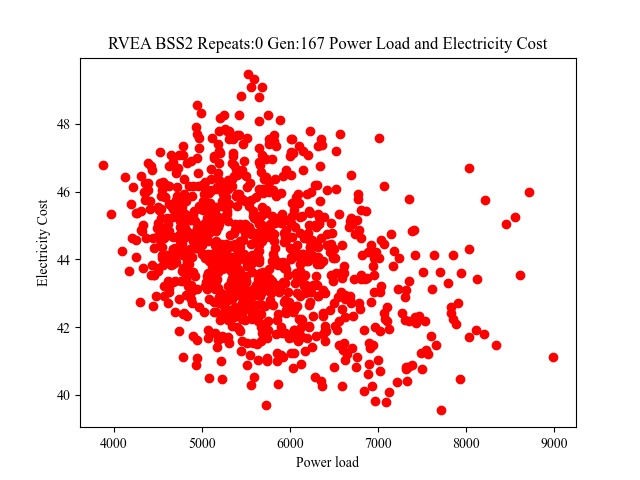 RVEA BSS2 Repeats:0 Gen:167 Power Load and Electricity Cost
48
46
44
42
40
Electricity Cost
4000 5000 6000 7000 8000 9000
Power load